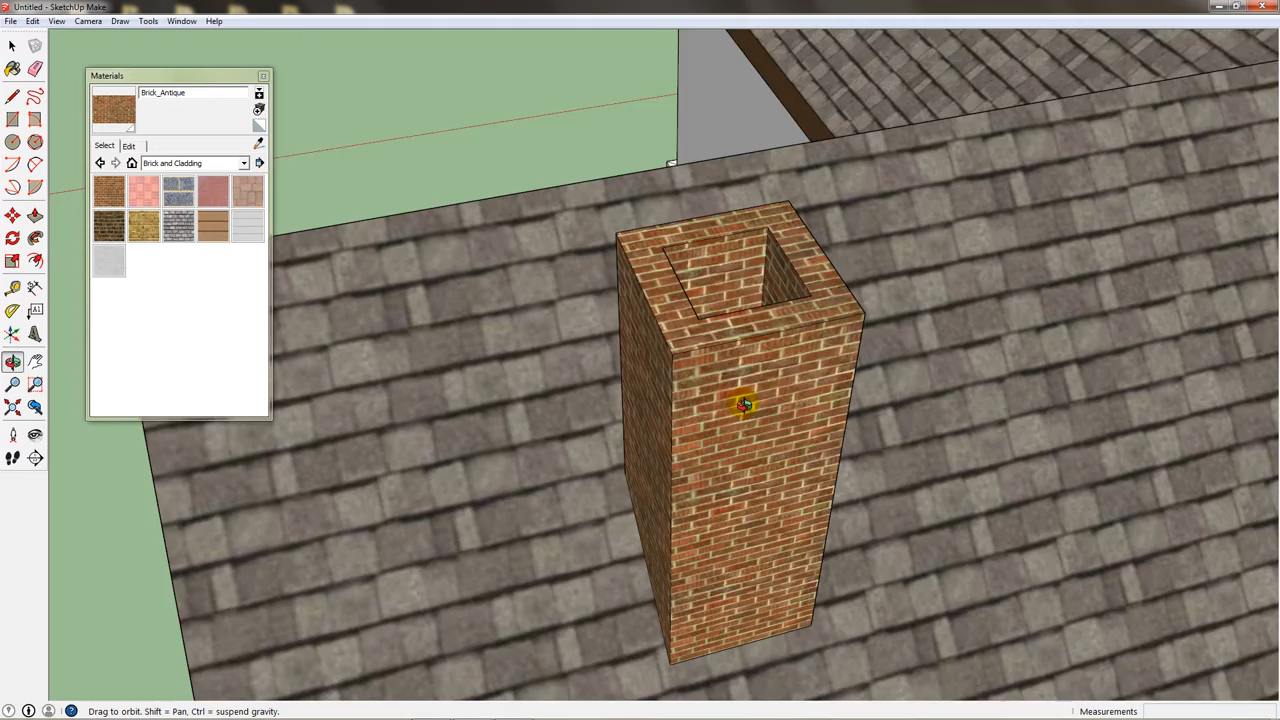 Untitled - SketchUp Make
File Edit View Camera Draw Tools Window Help
Materials
Brick_Antique
Select Edit
Brick and Cladding
A1
Drag to orbit. Shift = Pan, Ctrl = suspend gravity.
Measurements